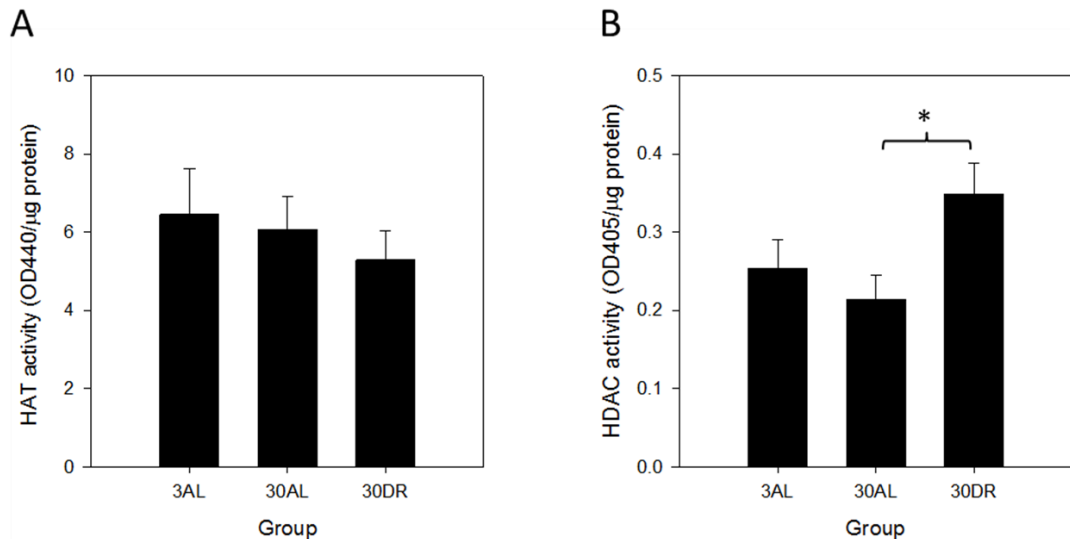 A
HAT activity (OD440/µg protein)
10
8
6
4
2
0
3AL 30AL 30DR
Group
B
HDAC activity (OD405/µg protein)
0.5
0.4
0.3
0.2
0.1
0.0
*
3AL 30AL 30DR
Group